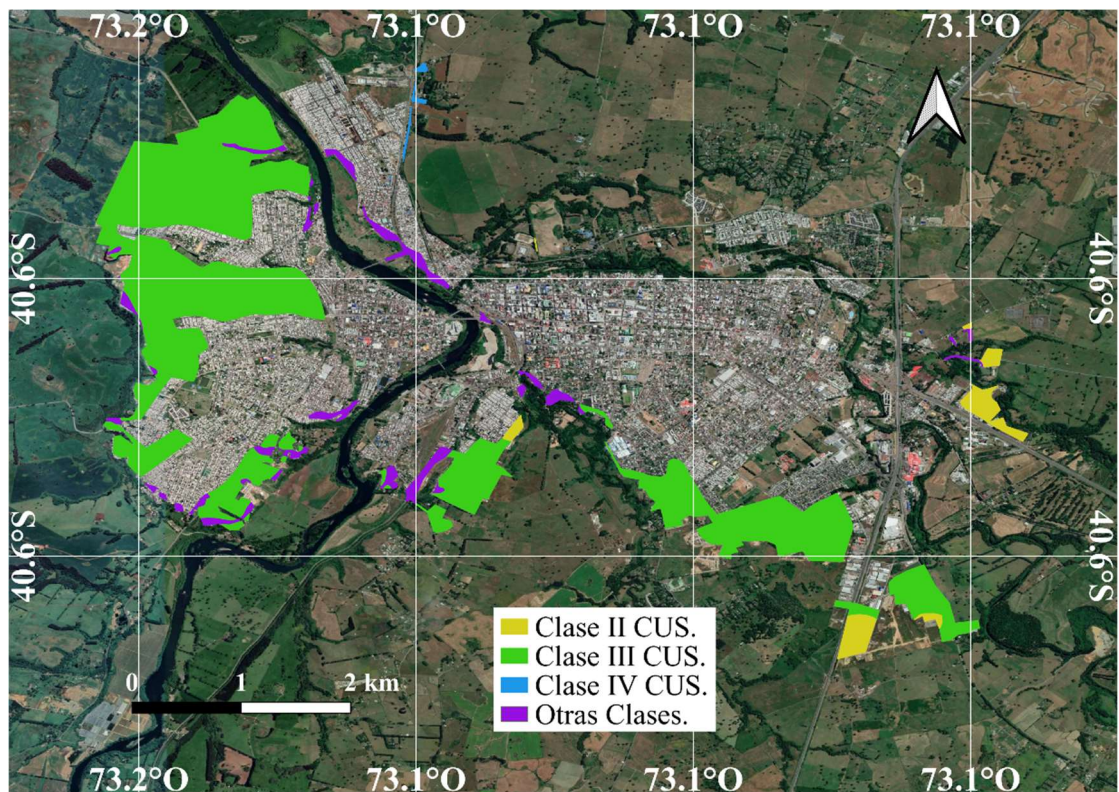 73.2°O 73.1°O 73.1°O 73.1°O
40.6°S 40.6°S
40.6°S 40.6°S
Clase II CUS.
Clase III CUS.
Clase IV CUS.
Otras Clases.
0 1 2 km
73.2°O 73.1°O 73.1°O 73.1°O